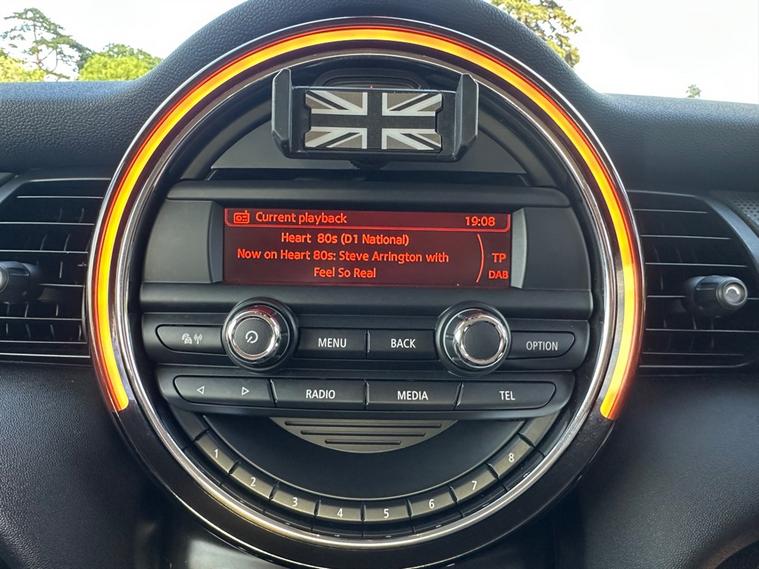 Current playback 19:08
Heart 80s (D1 National)
Now on Heart 80s: Steve Arrington with
Feel So Real
TP
DAB
MENU BACK OPTION
RADIO MEDIA TEL
1 2 3 4 5 6 7 8